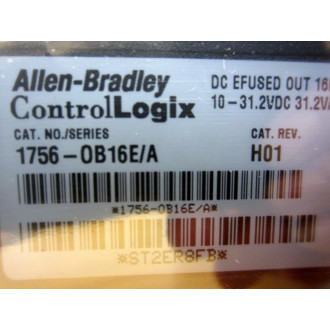 Allen-Bradley
ControlLogix
DC EFUSED OUT
10-31.2VDC 31.2V
CAT. NO./SERIES
1756-OB16E/A
CAT. REV.
H01
*1756-OB16E/A*
*ST2ER8FB*